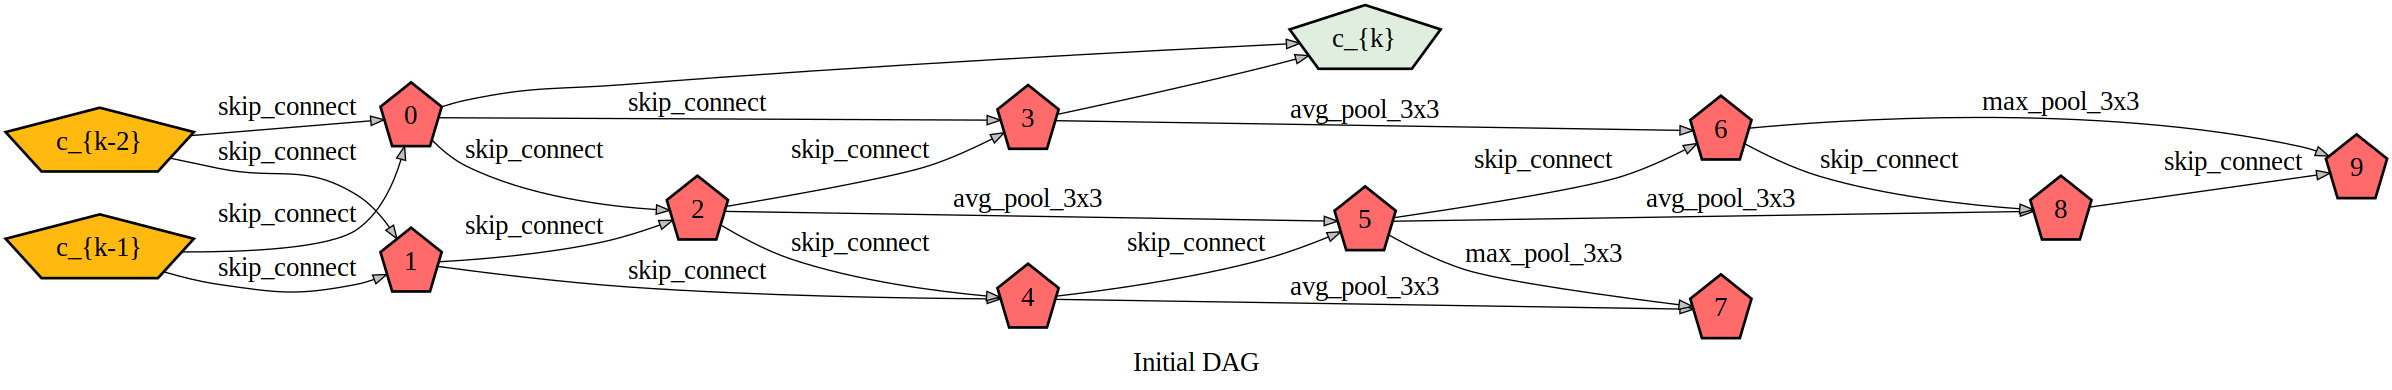 c_{k}
skip_connect
0
skip_connect
3
avg_pool_3x3
6
max_pool_3x3
c_{k-2}
skip_connect
skip_connect
skip_connect
skip_connect
skip_connect
skip_connect
9
skip_connect
2
avg_pool_3x3
5
avg_pool_3x3
8
c_{k-1}
skip_connect
1
skip_connect
skip_connect
skip_connect
max_pool_3x3
skip_connect
4
avg_pool_3x3
7
Initial DAG